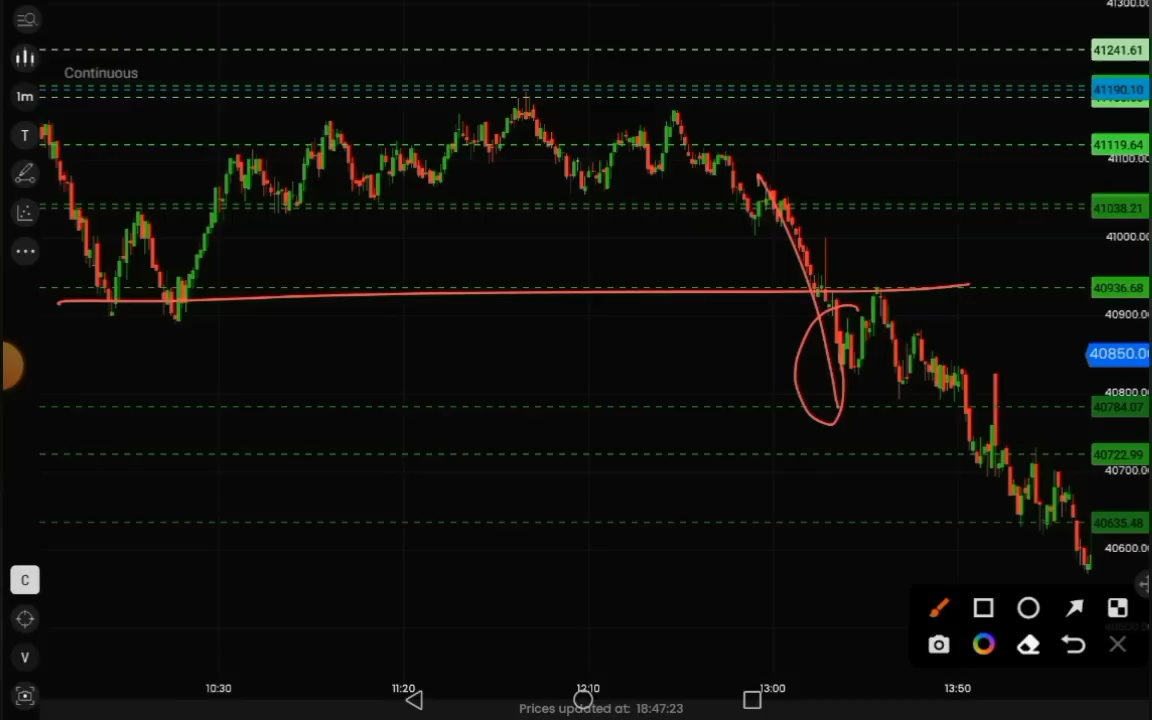 41300.00
41241.61
Continuous
41190.10
1m
T
41119.64
41100.00
41038.21
41000.00
40936.68
40900.00
40850.00
40800.00
40784.07
40722.99
40700.00
40635.48
40600.00
C
V
10:30 11:20 12:10 13:00 13:50
Prices updated at: 18:47:23